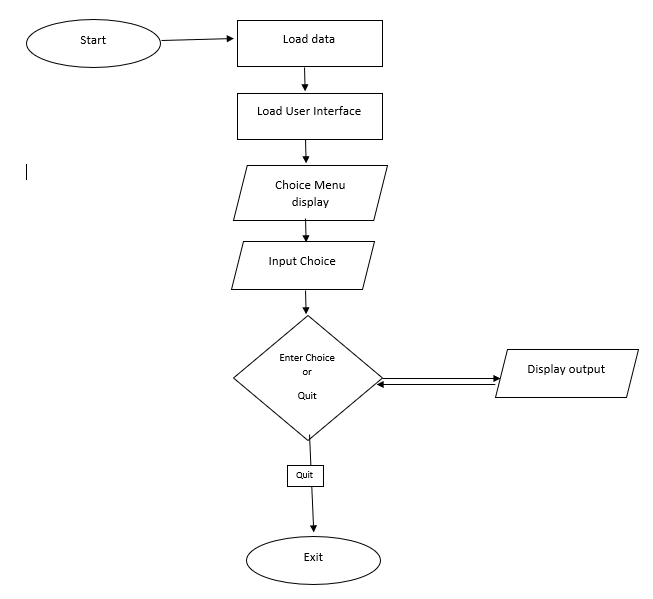 Start
Load data
Load User Interface
Choice Menu
display
Input Choice
Enter Choice
or
Quit
Display output
Quit
Exit